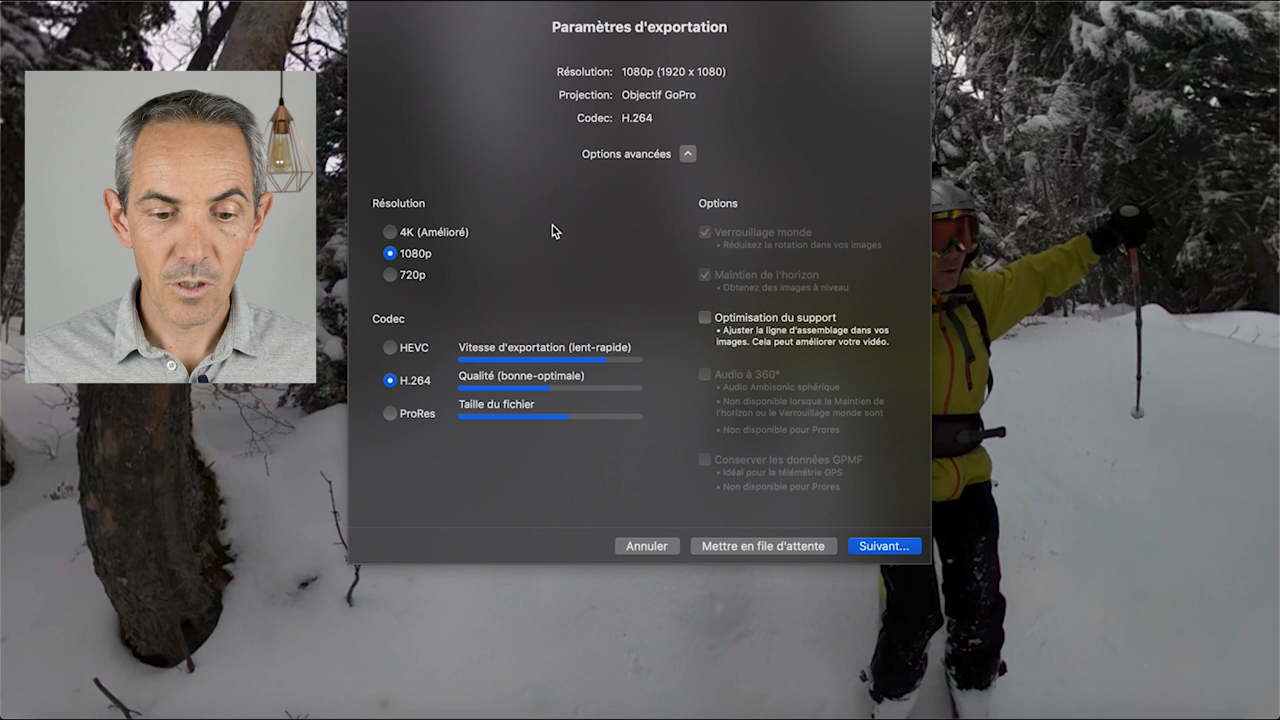 Paramètres d'exportation
Résolution: 1080p (1920 x 1080)
Projection: Objectif GoPro
Codec: H.264
Options avancées
Résolution
4K (Amélioré)
1080p
720p
Codec
HEVC
H.264
ProRes
Vitesse d'exportation (lent-rapide)
Qualité (bonne-optimale)
Taille du fichier
Options
Verrouillage monde
• Réduisez la rotation dans vos images
Maintien de l'horizon
• Obtenez des images à niveau
Optimisation du support
• Ajuster la ligne d'assemblage dans vos
images. Cela peut améliorer votre vidéo.
Audio à 360°
• Audio Ambisonic sphérique
• Non disponible lorsque le Maintien de
l'horizon ou le Verrouillage monde sont
• Non disponible pour Prores
Conserver les données GPMF
• Idéal pour la télémétrie GPS
• Non disponible pour Prores
Annuler
Mettre en file d'attente
Suivant...